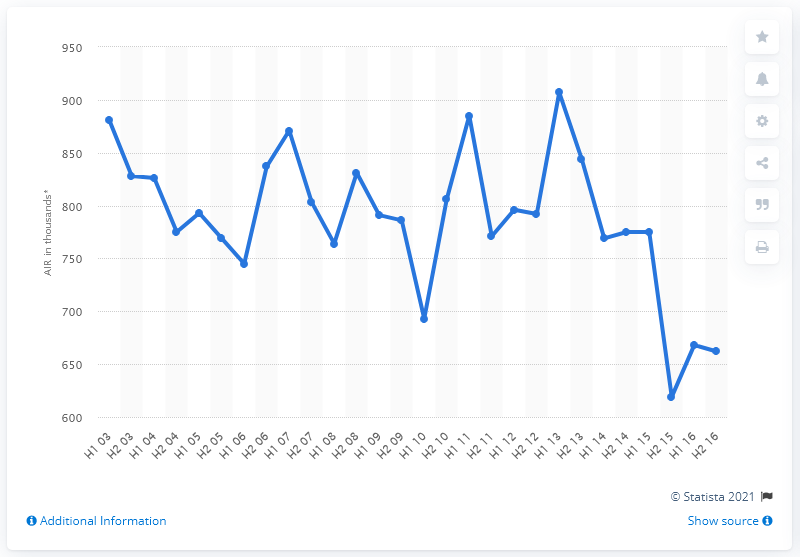 950
900
850
800
750
700
650
600
AIR in thousands*
H1 03
H2 03
H1 04
H2 04
H1 05
H2 05
H1 06
H2 06
H1 07
H2 07
H1 08
H2 08
H1 09
H2 09
H1 10
H2 10
H1 11
H2 11
H1 12
H2 12
H1 13
H2 13
H1 14
H2 14
H1 15
H2 15
H1 16
H2 16
© Statista 2021
Additional Information
Show source